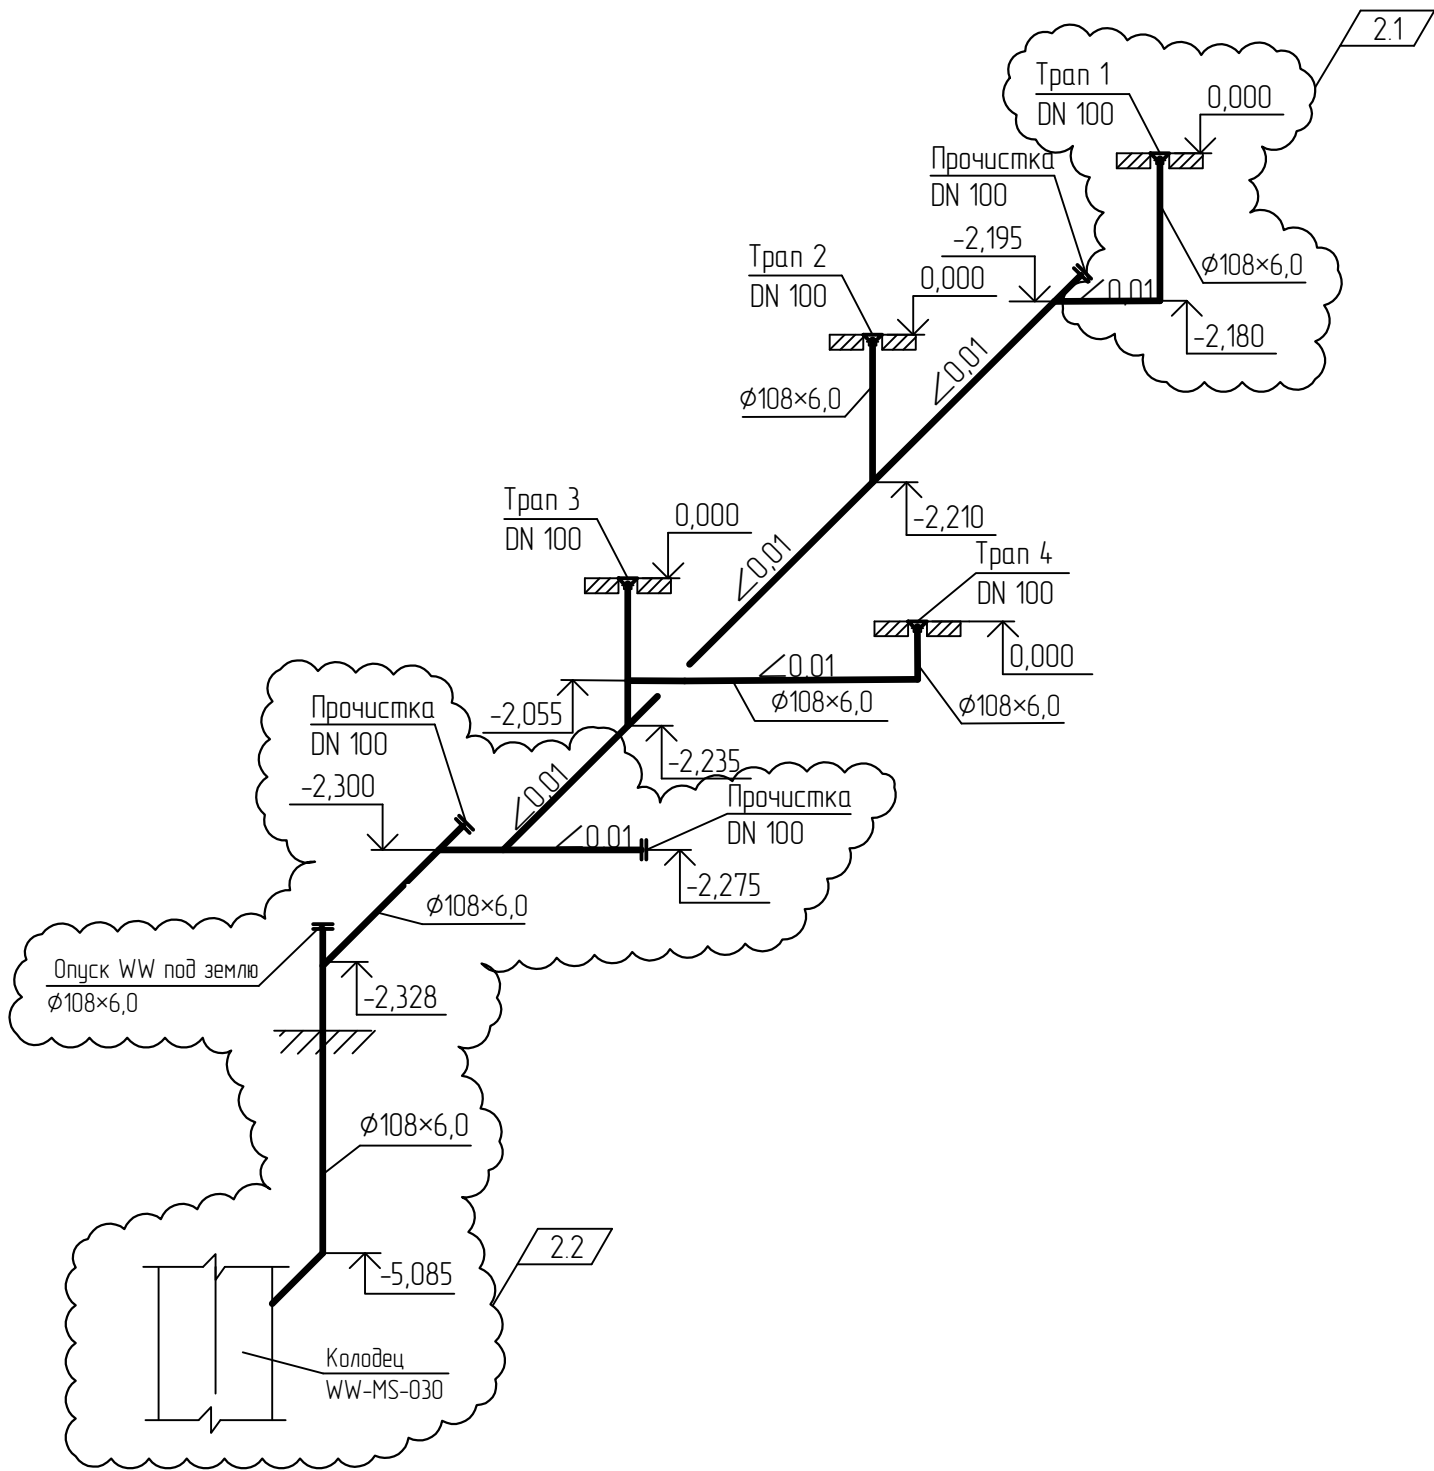 2.1
Трап 1
DN 100
0,000
Прочистка
DN 100
-2,195
0,01
Ø108×6,0
-2,180
Трап 2
DN 100
0,000
Ø108×6,0
0,01
-2,210
Трап 3
DN 100
0,000
0,01
Трап 4
DN 100
0,000
0,01
Ø108×6,0
Ø108×6,0
-2,055
-2,235
Прочистка
DN 100
-2,300
0,01
Прочистка
DN 100
0,01
-2,275
Ø108×6,0
Опуск WW под землю
Ø108×6,0
-2,328
Ø108×6,0
2.2
-5,085
Колодец
WW-MS-030